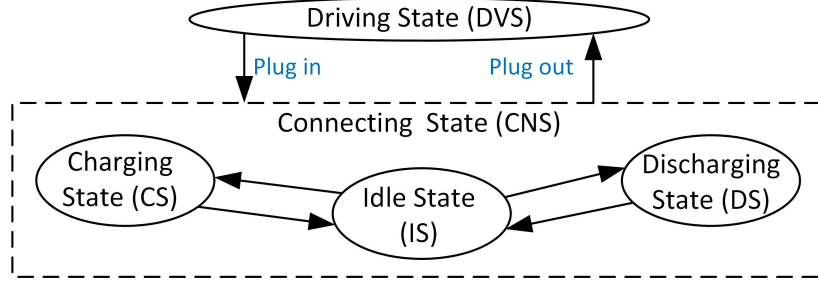 Driving State (DVS)
Plug in
Plug out
Connecting State (CNS)
Charging
State (CS)
Idle State
(IS)
Discharging
State (DS)